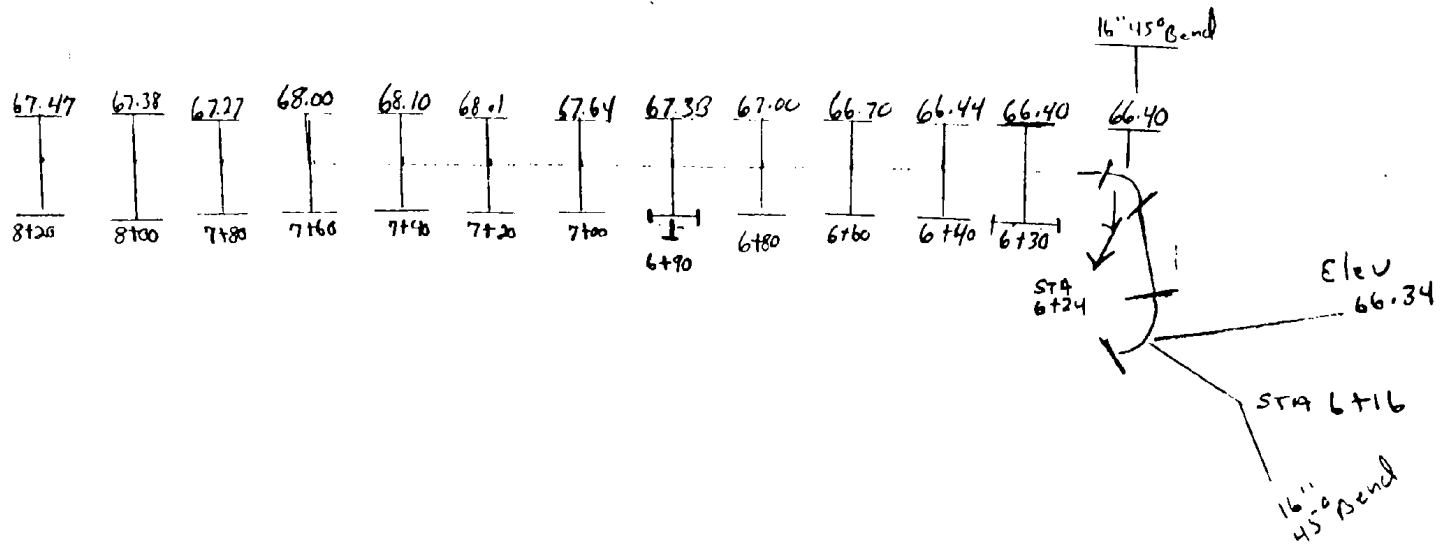 16" 45° Bend
67.47 67.38 67.27 68.00 68.10 68.1 67.64 67.33 67.00 66.70 66.44 66.40 66.40
8+20 8+00 7+80 7+60 7+40 7+20 7+00 6+90 6+80 6+60 6+40 6+30
STA
6+24
Elev
66.34
STA 6+16
16"
45° Bend